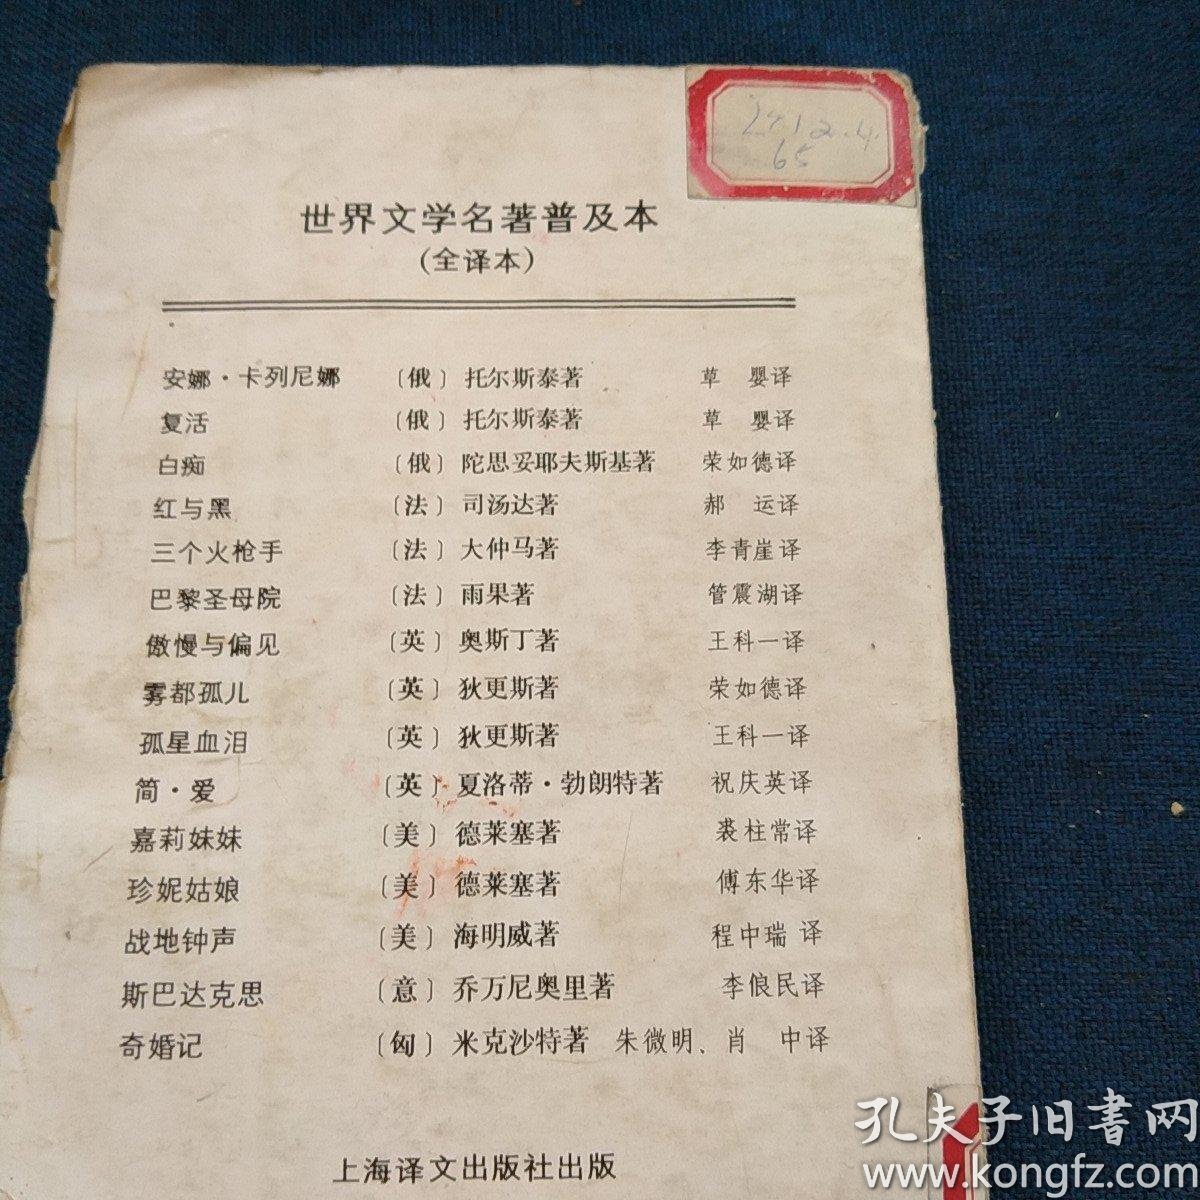 世界文学名著普及本
(全译本)
安娜·卡列尼娜 〔俄〕托尔斯泰著 草 婴译
复活 〔俄〕托尔斯泰著 草 婴译
白痴 〔俄〕陀思妥耶夫斯基著 荣如德译
红与黑 〔法〕司汤达著 郝 运译
三个火枪手 〔法〕大仲马著 李青崖译
巴黎圣母院 〔法〕雨果著 管震湖译
傲慢与偏见 〔英〕奥斯丁著 王科一译
雾都孤儿 〔英〕狄更斯著 荣如德译
孤星血泪 〔英〕狄更斯著 王科一译
简·爱 〔英〕夏洛蒂·勃朗特著 祝庆英译
嘉莉妹妹 〔美〕德莱塞著 裘柱常译
珍妮姑娘 〔美〕德莱塞著 傅东华译
战地钟声 〔美〕海明威著 程中瑞 译
斯巴达克思 〔意〕乔万尼奥里著 李俍民译
奇婚记 〔匈〕米克沙特著 朱微明、肖 中译
上海译文出版社出版
孔夫子旧书网
www.kongfz.com
65